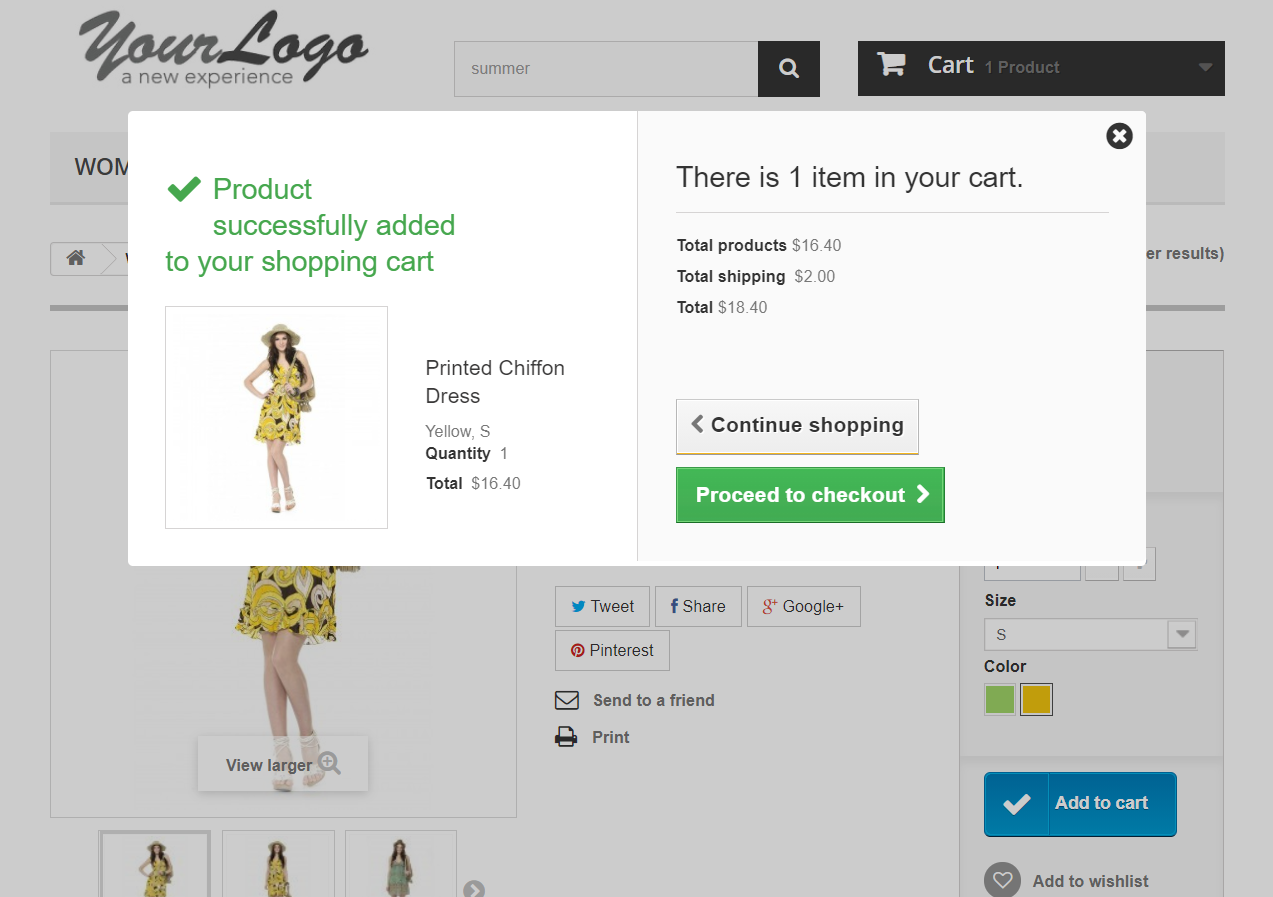 YourLogo
a new experience
summer
Cart 1 Product
WOM
er results)
Product
successfully added
to your shopping cart
Printed Chiffon
Dress
Yellow, S
Quantity 1
Total $16.40
There is 1 item in your cart.
Total products $16.40
Total shipping $2.00
Total $18.40
Continue shopping
Proceed to checkout
View larger
Tweet
Share
Google+
Pinterest
Send to a friend
Print
Size
S
Color
Add to cart
Add to wishlist